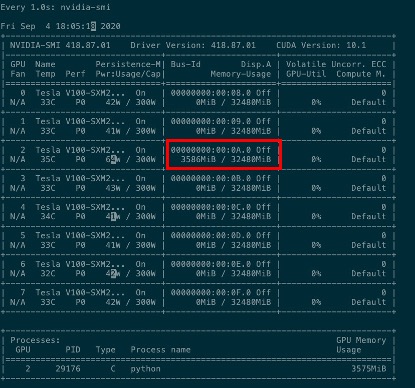 Every 1.0s: nvidia-smi
Fri Sep 4 18:05:18 2020
NVIDIA-SMI 418.87.01 Driver Version: 418.87.01 CUDA Version: 10.1
GPU Name Persistence-M| Bus-Id Disp.A | Volatile Uncorr. ECC
Fan Temp Perf Pwr:Usage/Cap| Memory-Usage | GPU-Util Compute M.
0 Tesla V100-SXM2... On | 00000000:00:08.0 Off |
N/A 33C P0 42W / 300W | 0MiB / 32480MiB | 0% Default
1 Tesla V100-SXM2... On | 00000000:00:09.0 Off |
N/A 33C P0 41W / 300W | 0MiB / 32480MiB | 0% Default
2 Tesla V100-SXM2... On | 00000000:00:0A.0 Off |
N/A 35C P0 W / 300W | 3586MiB / 32480MiB | 0% Default
3 Tesla V100-SXM2... On | 00000000:00:0B.0 Off |
N/A 33C P0 43W / 300W | 0MiB / 32480MiB | 0% Default
4 Tesla V100-SXM2... On | 00000000:00:0C.0 Off |
N/A 34C P0 41W / 300W | 0MiB / 32480MiB | 0% Default
5 Tesla V100-SXM2... On | 00000000:00:0D.0 Off |
N/A 33C P0 41W / 300W | 0MiB / 32480MiB | 0% Default
6 Tesla V100-SXM2... On | 00000000:00:0E.0 Off |
N/A 32C P0 42W / 300W | 0MiB / 32480MiB | 0% Default
7 Tesla V100-SXM2... On | 00000000:00:0F.0 Off |
N/A 33C P0 42W / 300W | 0MiB / 32480MiB | 0% Default
Processes: GPU Memory
GPU PID Type Process name Usage
2 29176 C python 3575MiB